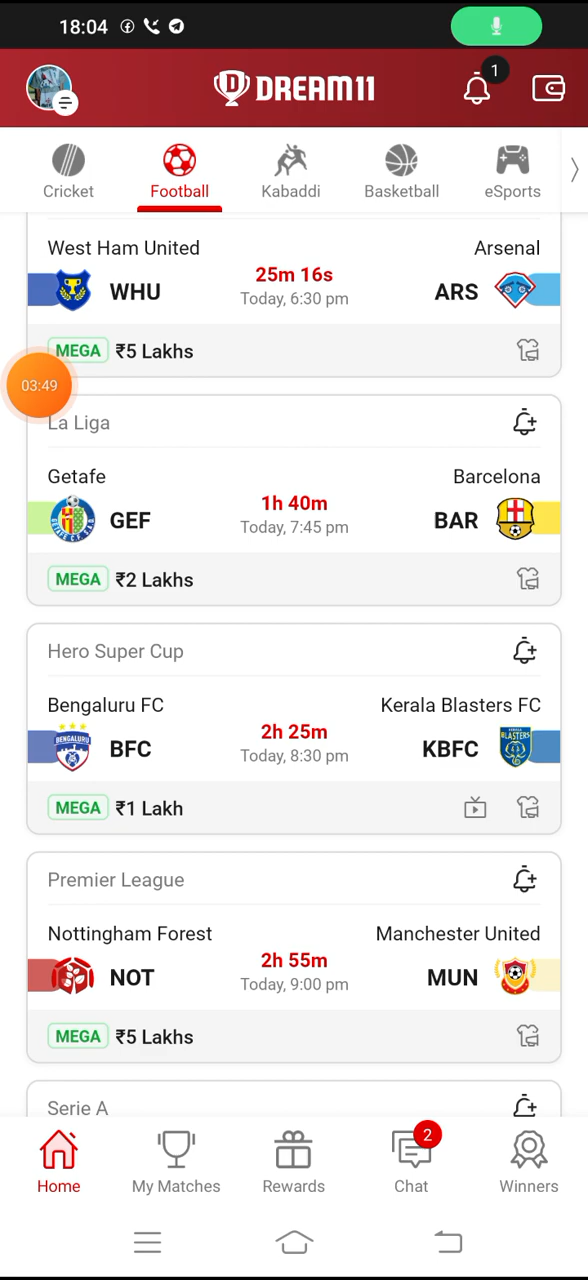 18:04
1
DREAM11
Cricket Football Kabaddi Basketball eSports
West Ham United Arsenal
WHU 25m 16s ARS
Today, 6:30 pm
MEGA ₹5 Lakhs
03:49
La Liga
Getafe Barcelona
GEF 1h 40m BAR
Today, 7:45 pm
MEGA ₹2 Lakhs
Hero Super Cup
Bengaluru FC Kerala Blasters FC
BFC 2h 25m KBFC
Today, 8:30 pm
MEGA ₹1 Lakh
Premier League
Nottingham Forest Manchester United
NOT 2h 55m MUN
Today, 9:00 pm
MEGA ₹5 Lakhs
Serie A
2
Home My Matches Rewards Chat Winners